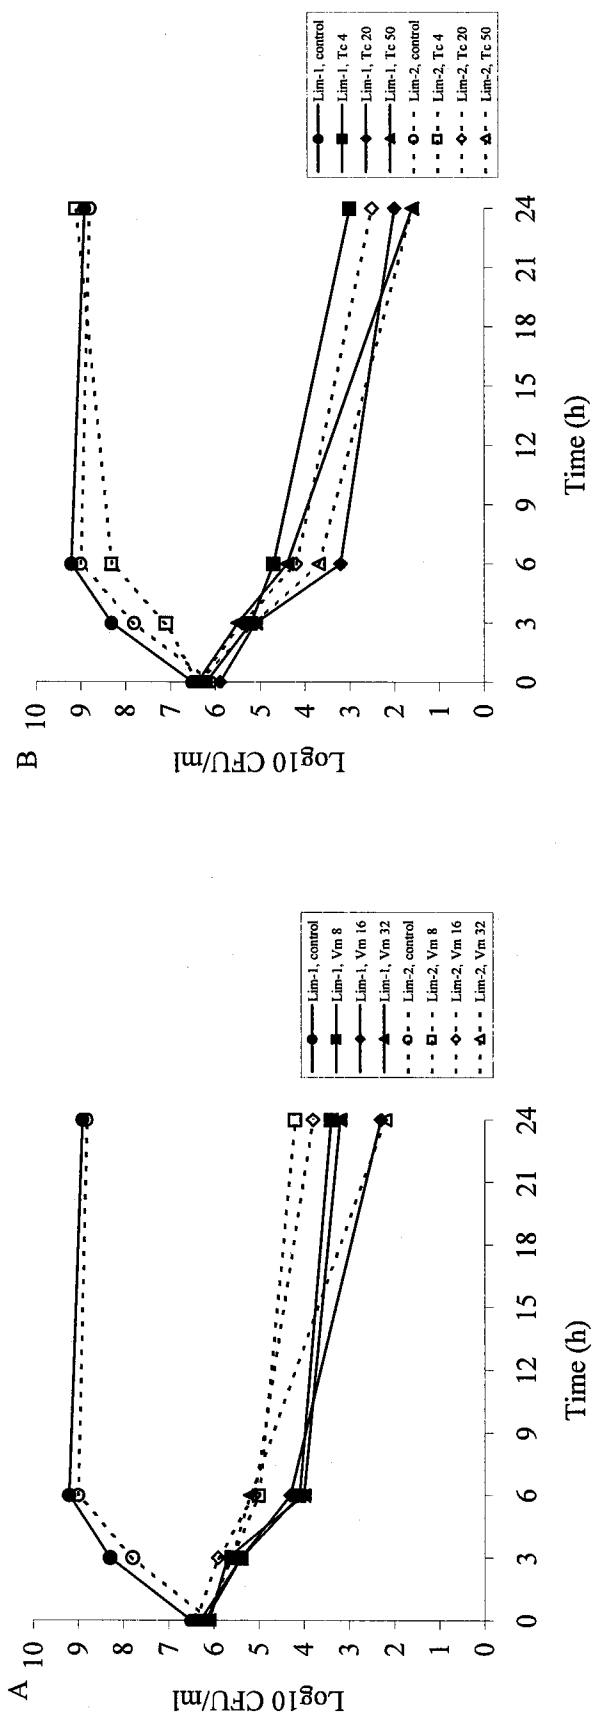 A
Log10 CFU/ml
10
9
8
7
6
5
4
3
2
1
0
0 3 6 9 12 15 18 21 24
Time (h)
Lim-1, control
Lim-1, Vm 8
Lim-1, Vm 16
Lim-1, Vm 32
Lim-2, control
Lim-2, Vm 8
Lim-2, Vm 16
Lim-2, Vm 32
B
Log10 CFU/ml
10
9
8
7
6
5
4
3
2
1
0
0 3 6 9 12 15 18 21 24
Time (h)
Lim-1, control
Lim-1, Tc 4
Lim-1, Tc 20
Lim-1, Tc 50
Lim-2, control
Lim-2, Tc 4
Lim-2, Tc 20
Lim-2, Tc 50